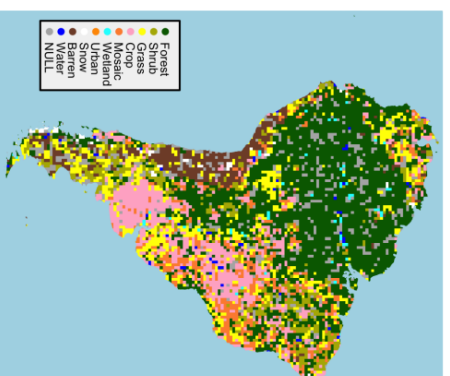 Forest
Shrub
Grass
Crop
Mosaic
Wetland
Urban
Snow
Barren
Water
NULL